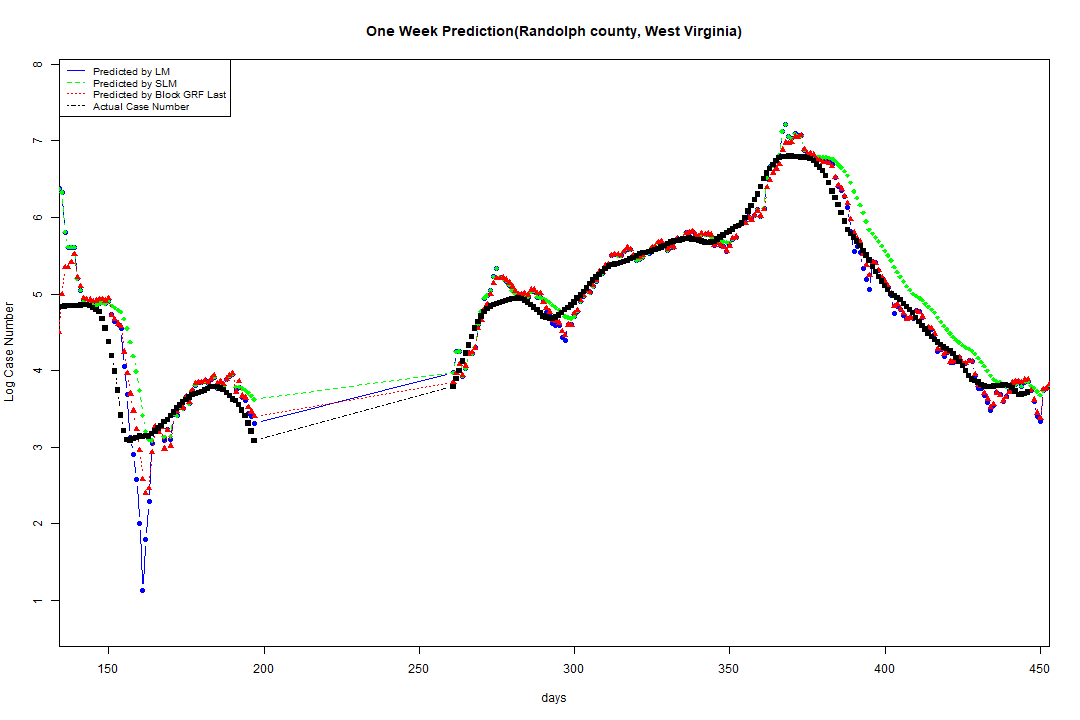 One Week Prediction(Randolph county, West Virginia)
Predicted by LM
Predicted by SLM
Predicted by Block GRF Last
Actual Case Number
8
7
6
5
4
3
2
1
Log Case Number
150 200 250 300 350 400 450
days